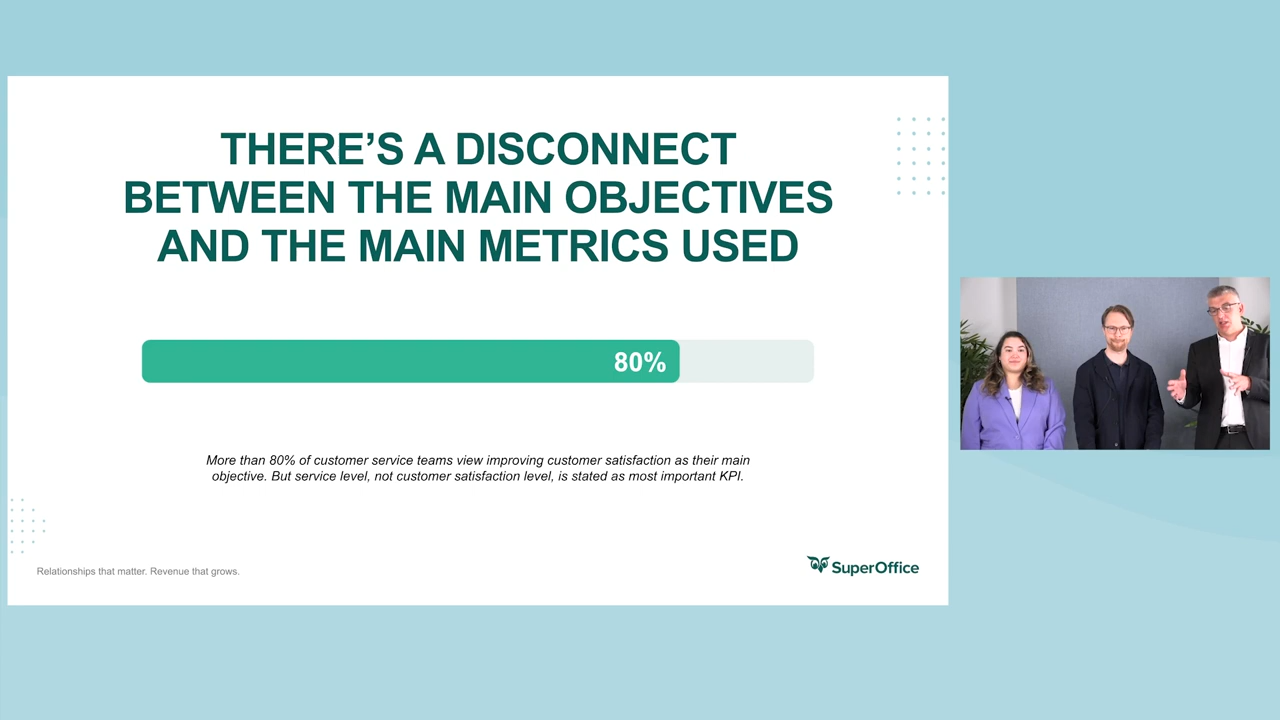 THERE’S A DISCONNECT
BETWEEN THE MAIN OBJECTIVES
AND THE MAIN METRICS USED
80%
More than 80% of customer service teams view improving customer satisfaction as their main
objective. But service level, not customer satisfaction level, is stated as most important KPI.
Relationships that matter. Revenue that grows.
SuperOffice